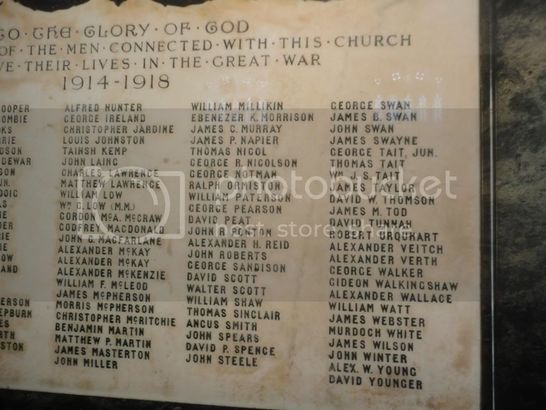 TO · THE · GLORY · OF · GOD
OF · THE · MEN · CONNECTED · WITH · THIS · CHURCH
THEIR · LIVES · IN · THE · GREAT · WAR
1914-1918
ALFRED HUNTER
GEORGE IRELAND
CHRISTOPHER JARDINE
LOUIS JOHNSTON
TAINSH KEMP
JOHN LAING
CHARLES LAWRENCE
MATTHEW LAWRENCE
WILLIAM LOW
WM G. LOW (M.M.)
GORDON McA. McCRAW
GODFREY MACDONALD
JOHN G. MACFARLANE
ALEXANDER McKAY
ALEXANDER McKAY
ALEXANDER McKENZIE
WILLIAM F. McLEOD
JAMES McPHERSON
MORRIS McPHERSON
CHRISTOPHER McRITCHIE
BENJAMIN MARTIN
MATTHEW P. MARTIN
JAMES MASTERTON
JOHN MILLER
WILLIAM MILLIKIN
EBENEZER K. MORRISON
JAMES C. MURRAY
JAMES P. NAPIER
THOMAS NICOL
GEORGE R. NICOLSON
GEORGE NOTMAN
RALPH ORMISTON
WILLIAM PATERSON
GEORGE PEARSON
DAVID PEAT
JOHN B. PONTON
ALEXANDER H. REID
JOHN ROBERTS
GEORGE SANDISON
DAVID SCOTT
WALTER SCOTT
WILLIAM SHAW
THOMAS SINCLAIR
ANGUS SMITH
JOHN SPEARS
DAVID P. SPENCE
JOHN STEELE
GEORGE SWAN
JAMES B. SWAN
JOHN SWAN
JAMES SWAYNE
GEORGE TAIT, JUN.
THOMAS TAIT
WM J. S. TAIT
JAMES TAYLOR
DAVID W. THOMSON
JAMES M. TOD
DAVID TUNNAH
ROBERT URQUHART
ALEXANDER VEITCH
ALEXANDER VERTH
GEORGE WALKER
GIDEON WALKINGSHAW
ALEXANDER WALLACE
WILLIAM WATT
JAMES WEBSTER
MURDOCH WHITE
JAMES WILSON
JOHN WINTER
ALEX. W. YOUNG
DAVID YOUNGER
photobucket